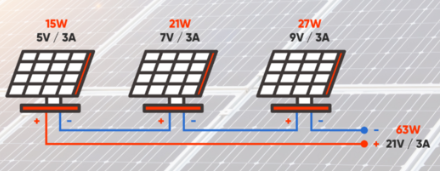 15W
5V / 3A
21W
7V / 3A
27W
9V / 3A
+ -
+ -
+ -
- 63W
+ 21V / 3A